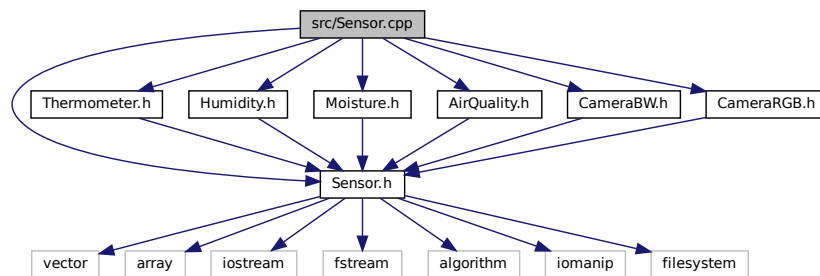 src/Sensor.cpp
Thermometer.h
Humidity.h
Moisture.h
AirQuality.h
CameraBW.h
CameraRGB.h
Sensor.h
vector
array
iostream
fstream
algorithm
iomanip
filesystem